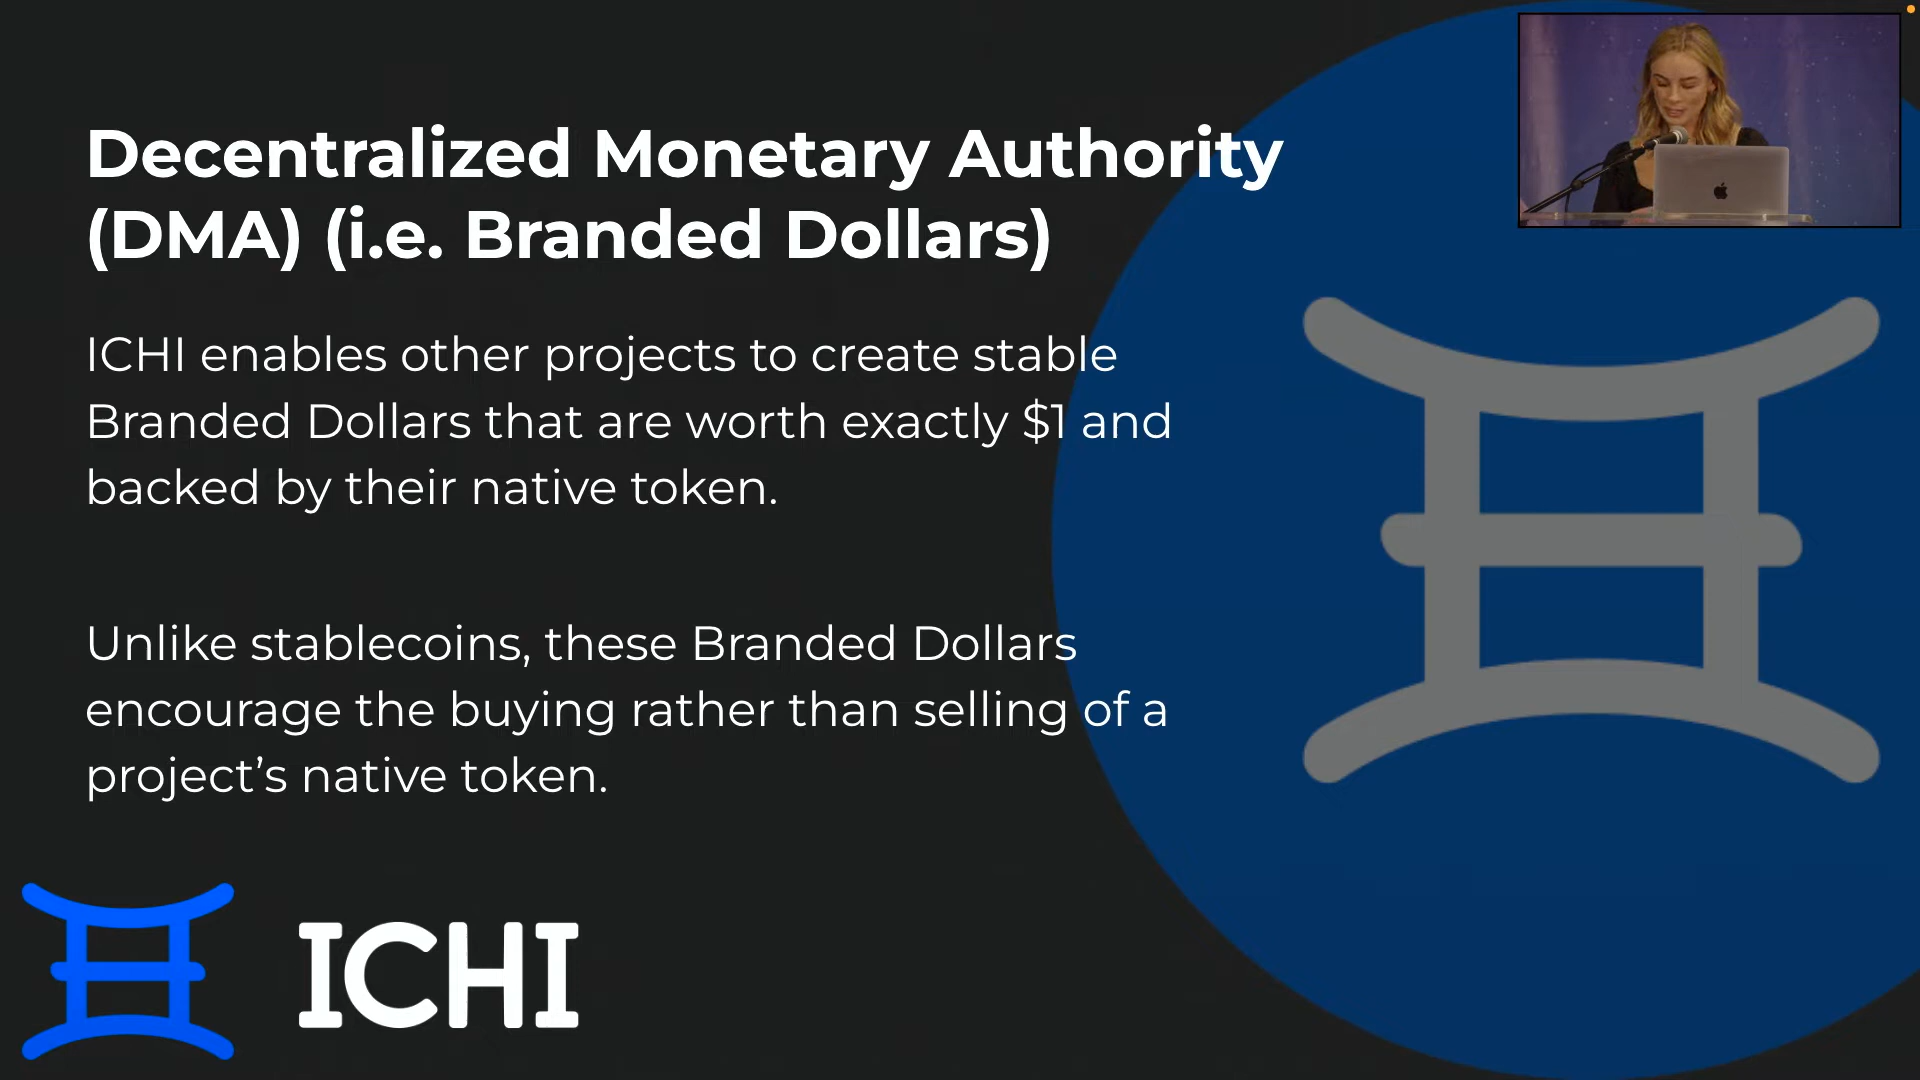 Decentralized Monetary Authority
(DMA) (i.e. Branded Dollars)
ICHI enables other projects to create stable
Branded Dollars that are worth exactly $1 and
backed by their native token.
Unlike stablecoins, these Branded Dollars
encourage the buying rather than selling of a
project’s native token.
ICHI